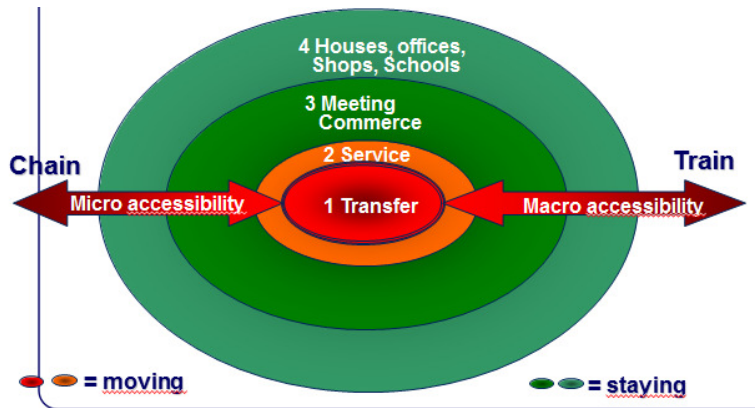 4 Houses, offices,
Shops, Schools
3 Meeting
Commerce
2 Service
Chain
Train
Micro accessibility
1 Transfer
Macro accessibility
= moving
= staying